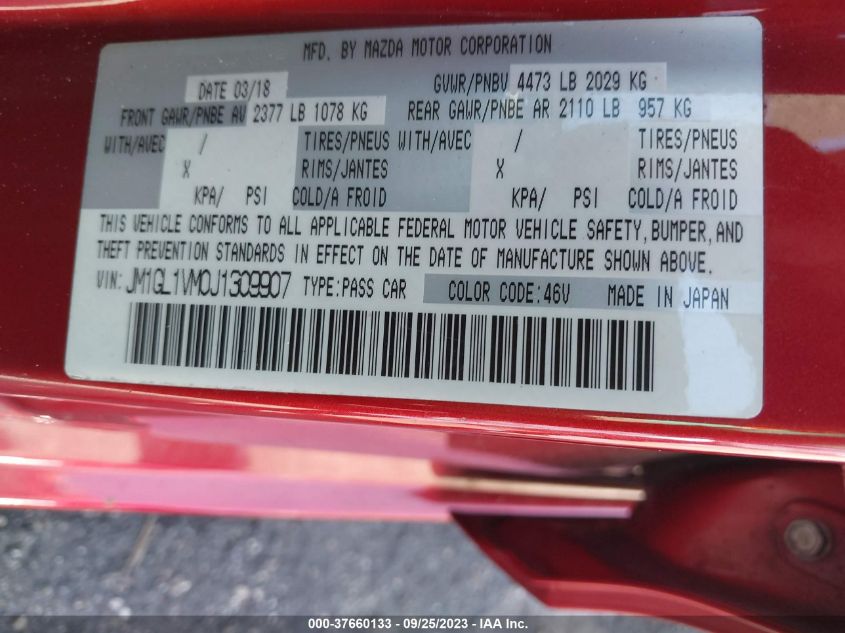 MFD. BY MAZDA MOTOR CORPORATION
DATE 03/18 GVWR/PNBV 4473 LB 2029 KG
FRONT GAWR/PNBE AV 2377 LB 1078 KG REAR GAWR/PNBE AR 2110 LB 957 KG
WITH/AVEC / TIRES/PNEUS WITH/AVEC / TIRES/PNEUS
X RIMS/JANTES X RIMS/JANTES
KPA/ PSI COLD/A FROID KPA/ PSI COLD/A FROID
THIS VEHICLE CONFORMS TO ALL APPLICABLE FEDERAL MOTOR VEHICLE SAFETY, BUMPER, AND
THEFT PREVENTION STANDARDS IN EFFECT ON THE DATE OF MANUFACTURE SHOWN ABOVE.
VIN: JM1GL1VM0J1309907 TYPE:PASS CAR COLOR CODE:46V MADE IN JAPAN
000-37660133 - 09/25/2023 - IAA Inc.